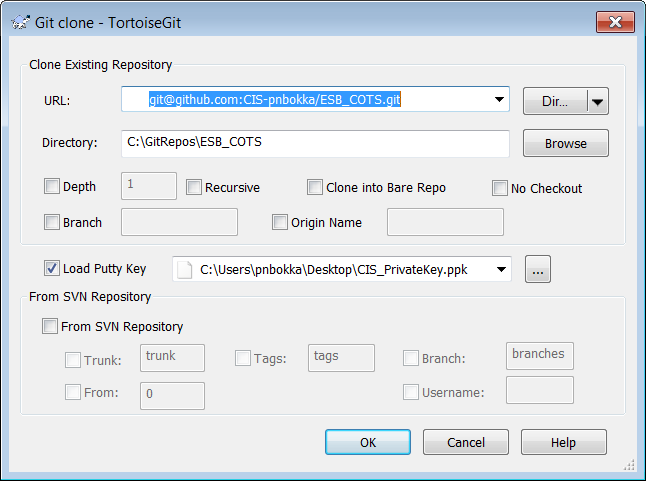 Git clone - TortoiseGit
Clone Existing Repository
URL: git@github.com:CIS-pnbokka/ESB_COTS.git Dir...
Directory: C:\GitRepos\ESB_COTS Browse
Depth 1 Recursive Clone into Bare Repo No Checkout
Branch Origin Name
Load Putty Key C:\Users\pnbokka\Desktop\CIS_PrivateKey.ppk ...
From SVN Repository
From SVN Repository
Trunk: trunk Tags: tags Branch: branches
From: 0 Username:
OK Cancel Help